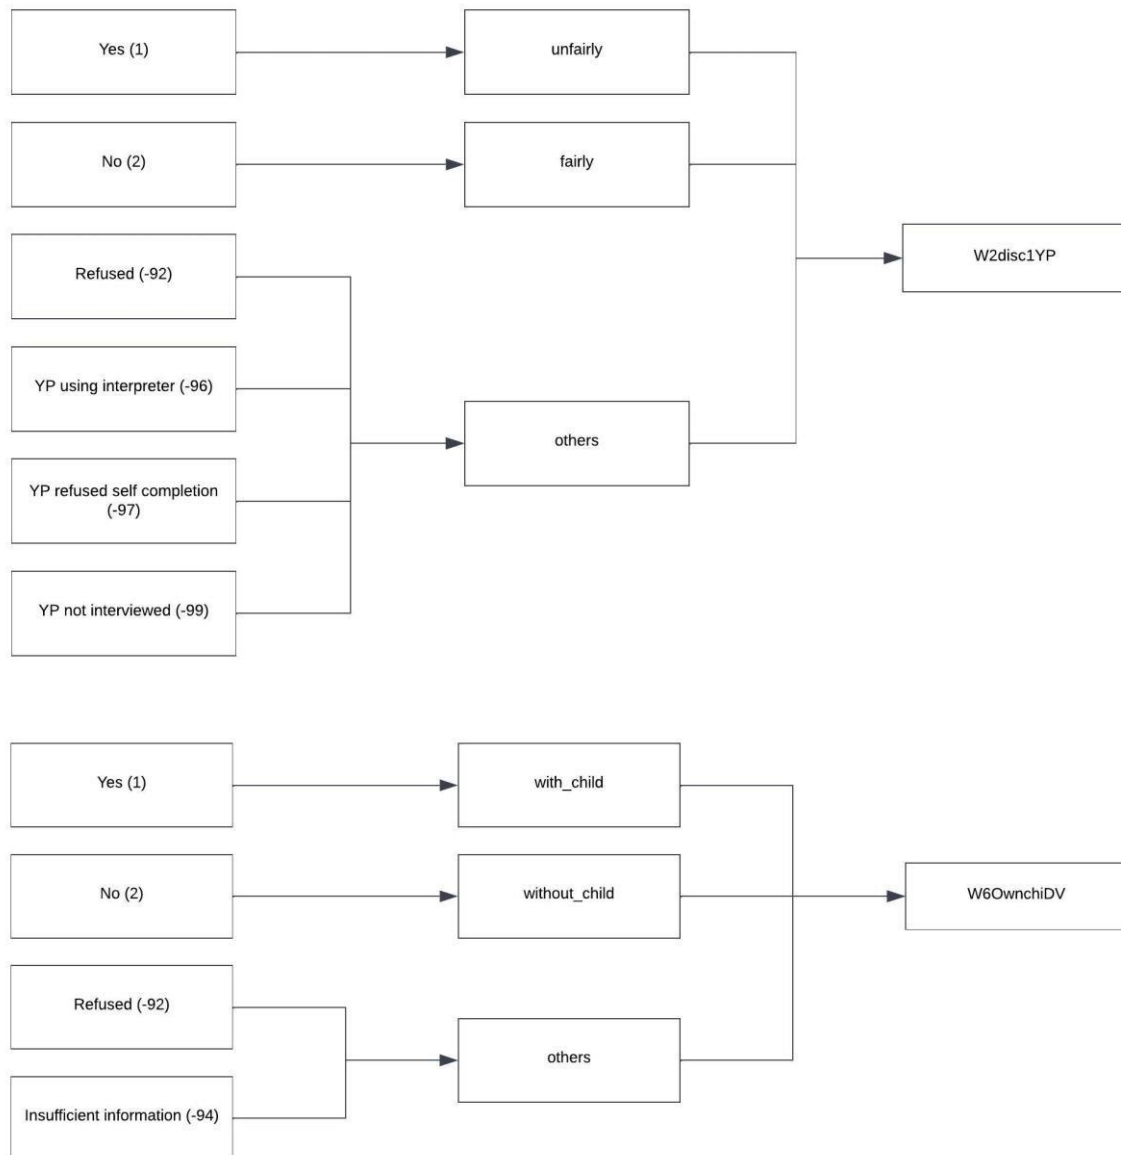 Yes (1)
unfairly
No (2)
fairly
Refused (-92)
W2disc1YP
YP using interpreter (-96)
others
YP refused self completion
(-97)
YP not interviewed (-99)
Yes (1)
with_child
No (2)
without_child
W6OwnchiDV
Refused (-92)
others
Insufficient information (-94)